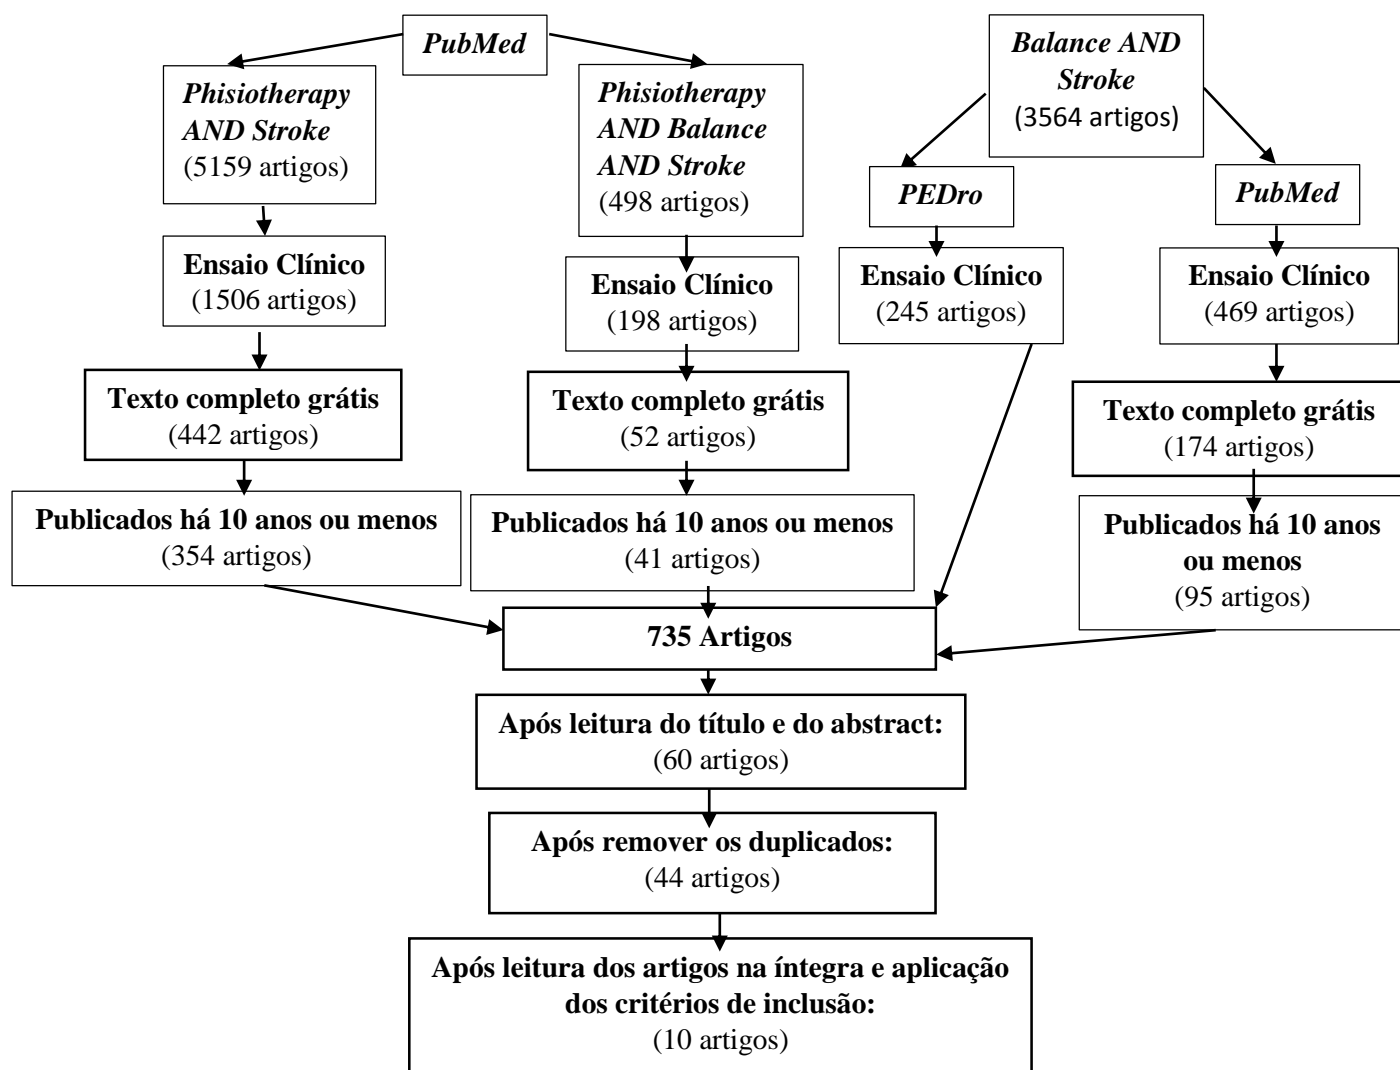 PubMed
Phisiotherapy
AND Stroke
(5159 artigos)
Ensaio Clínico
(1506 artigos)
Texto completo grátis
(442 artigos)
Publicados há 10 anos ou menos
(354 artigos)
Phisiotherapy
AND Balance
AND Stroke
(498 artigos)
Ensaio Clínico
(198 artigos)
Texto completo grátis
(52 artigos)
Publicados há 10 anos ou menos
(41 artigos)
Balance AND
Stroke
(3564 artigos)
PEDro
Ensaio Clínico
(245 artigos)
PubMed
Ensaio Clínico
(469 artigos)
Texto completo grátis
(174 artigos)
Publicados há 10 anos
ou menos
(95 artigos)
735 Artigos
Após leitura do título e do abstract:
(60 artigos)
Após remover os duplicados:
(44 artigos)
Após leitura dos artigos na íntegra e aplicação
dos critérios de inclusão:
(10 artigos)